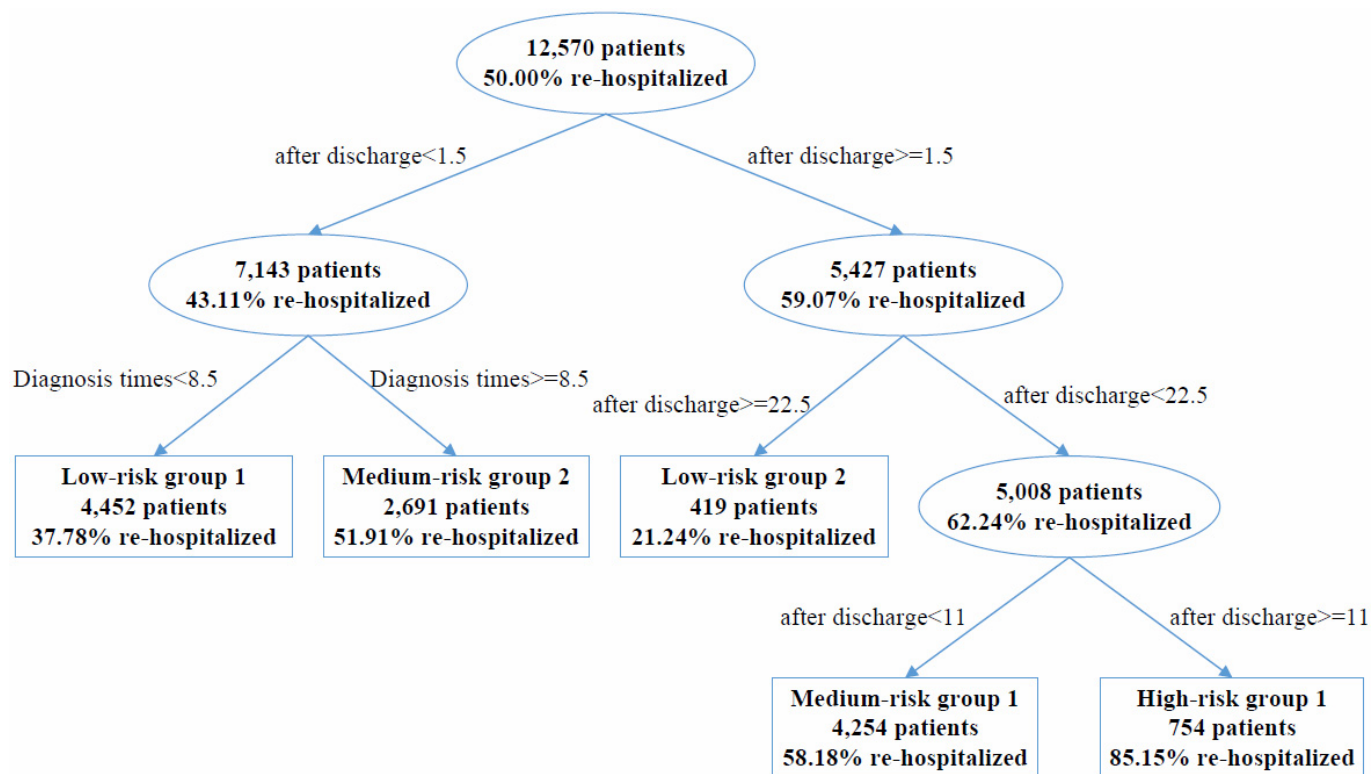 12,570 patients
50.00% re-hospitalized
after discharge<1.5
after discharge>=1.5
7,143 patients
43.11% re-hospitalized
5,427 patients
59.07% re-hospitalized
Diagnosis times<8.5
Diagnosis times>=8.5
after discharge>=22.5
after discharge<22.5
Low-risk group 1
4,452 patients
37.78% re-hospitalized
Medium-risk group 2
2,691 patients
51.91% re-hospitalized
Low-risk group 2
419 patients
21.24% re-hospitalized
5,008 patients
62.24% re-hospitalized
after discharge<11
after discharge>=11
Medium-risk group 1
4,254 patients
58.18% re-hospitalized
High-risk group 1
754 patients
85.15% re-hospitalized